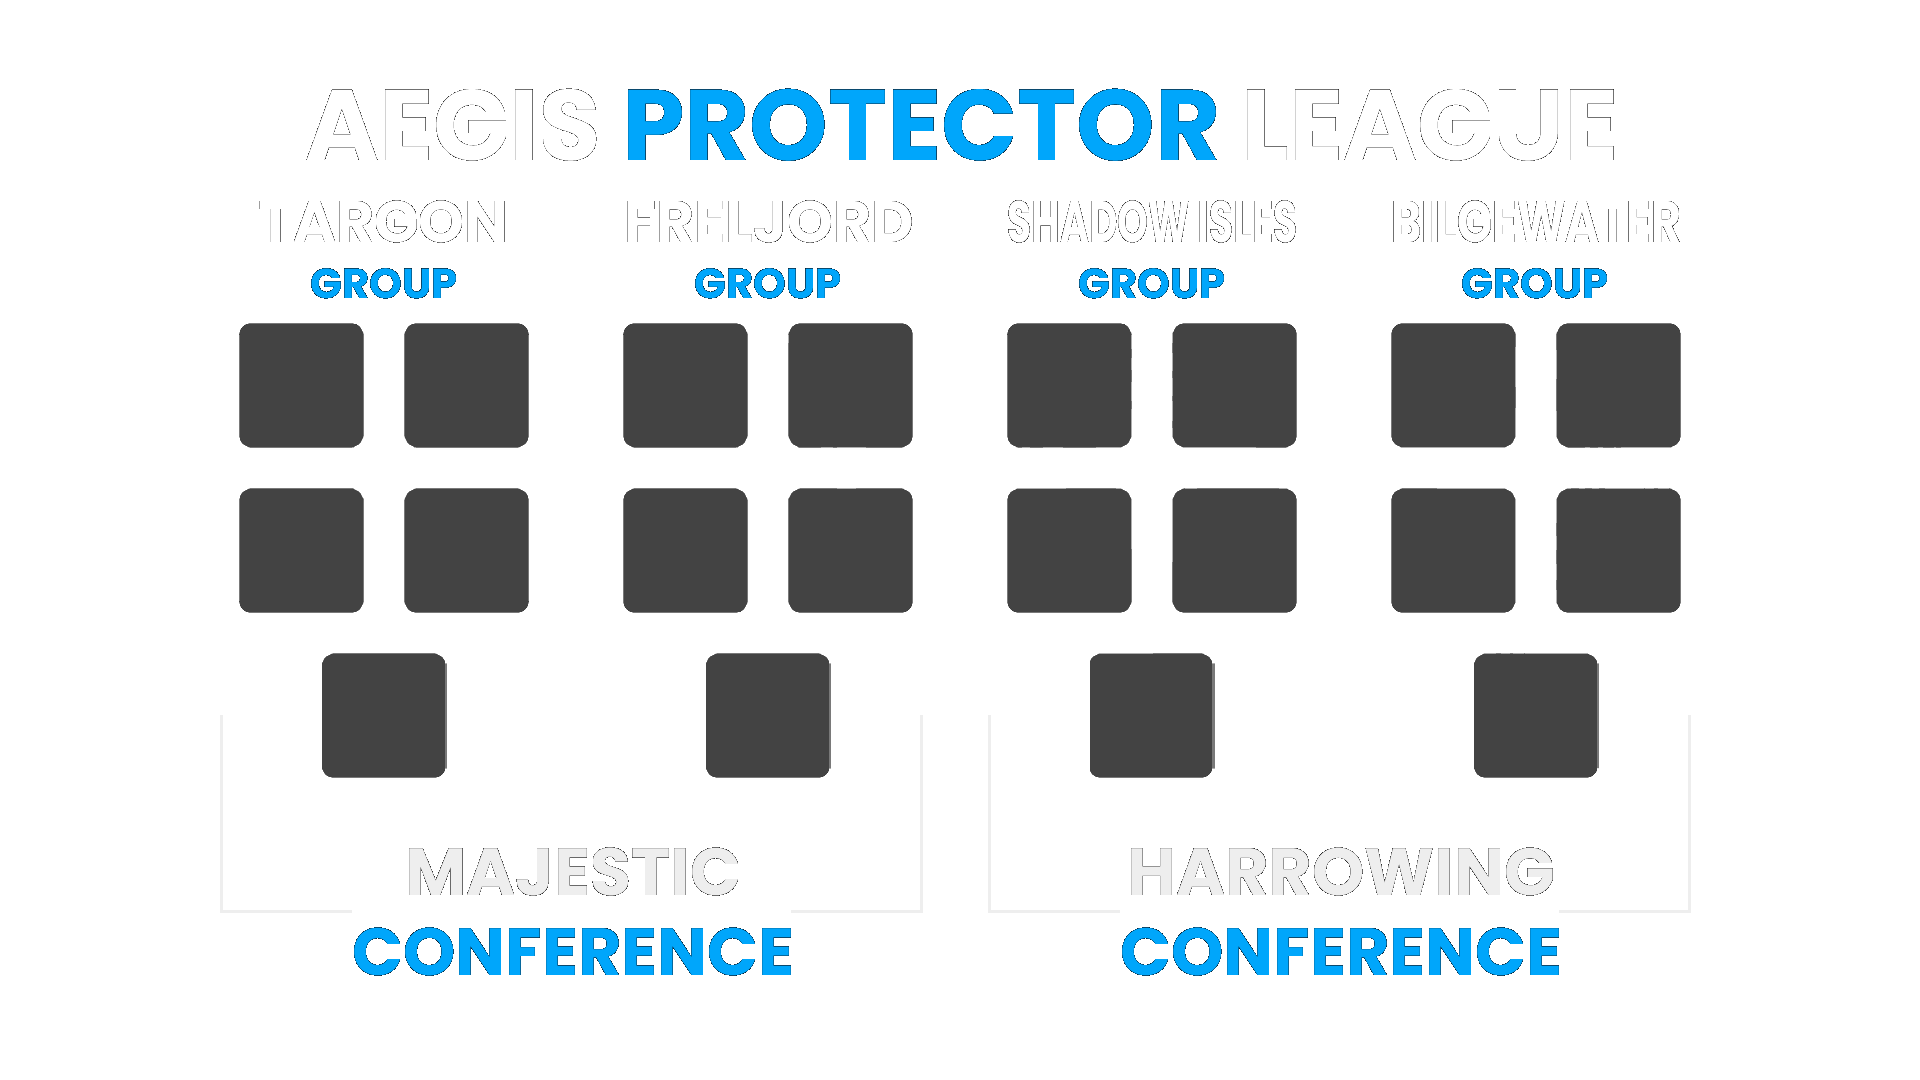 AEGIS PROTECTOR LEAGUE
TARGON FRELJORD SHADOW ISLES BILGEWATER
GROUP GROUP GROUP GROUP
MAJESTIC HARROWING
CONFERENCE CONFERENCE